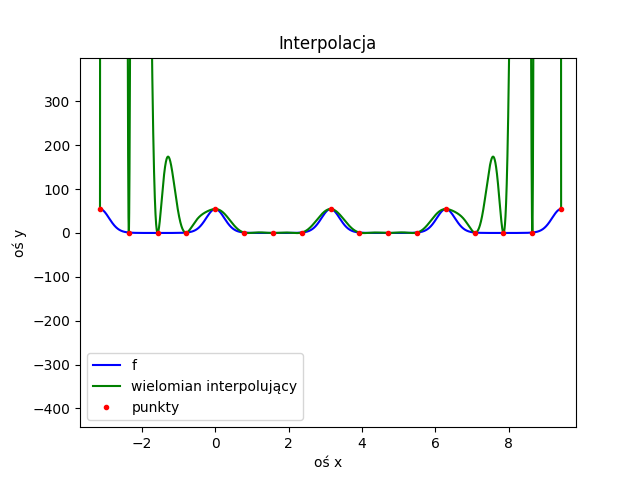 Interpolacja
300
200
100
0
−100
−200
−300
−400
oś y
f
wielomian interpolujący
punkty
−2 0 2 4 6 8
oś x